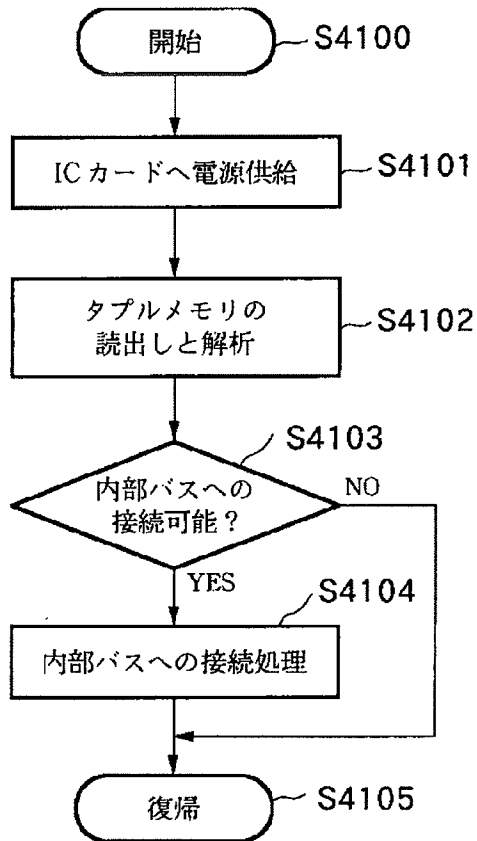 開始
S4100
ICカードへ電源供給
S4101
タプルメモリの
読出しと解析
S4102
S4103
内部バスへの
接続可能？
NO
YES
S4104
内部バスへの接続処理
復帰
S4105